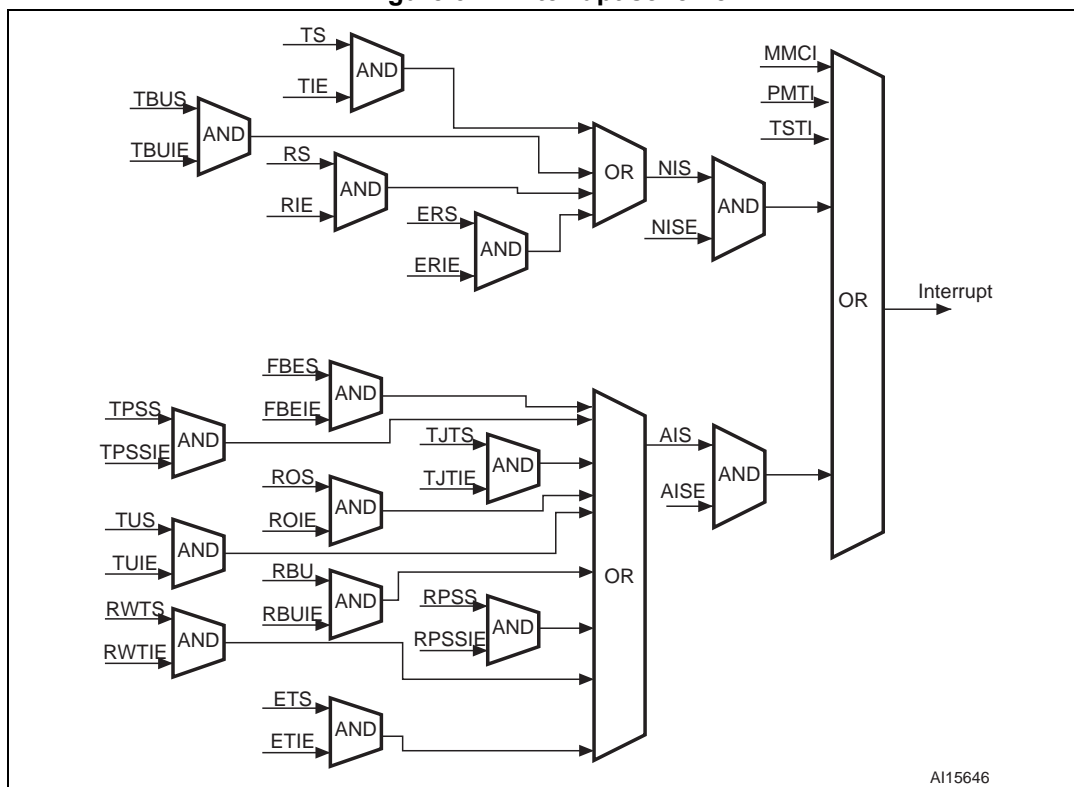 TS
TIE
AND
TBUS
TBUIE
AND
RS
RIE
AND
ERS
ERIE
AND
OR
NIS
NISE
AND
MMCI
PMTI
TSTI
OR
Interrupt
FBES
FBEIE
AND
TPSS
TPSSIE
AND
TJTS
TJTIE
AND
ROS
ROIE
AND
TUS
TUIE
AND
RBU
RBUIE
AND
RPSS
RPSSIE
AND
RWTS
RWTIE
AND
ETS
ETIE
AND
OR
AIS
AISE
AND
AI15646